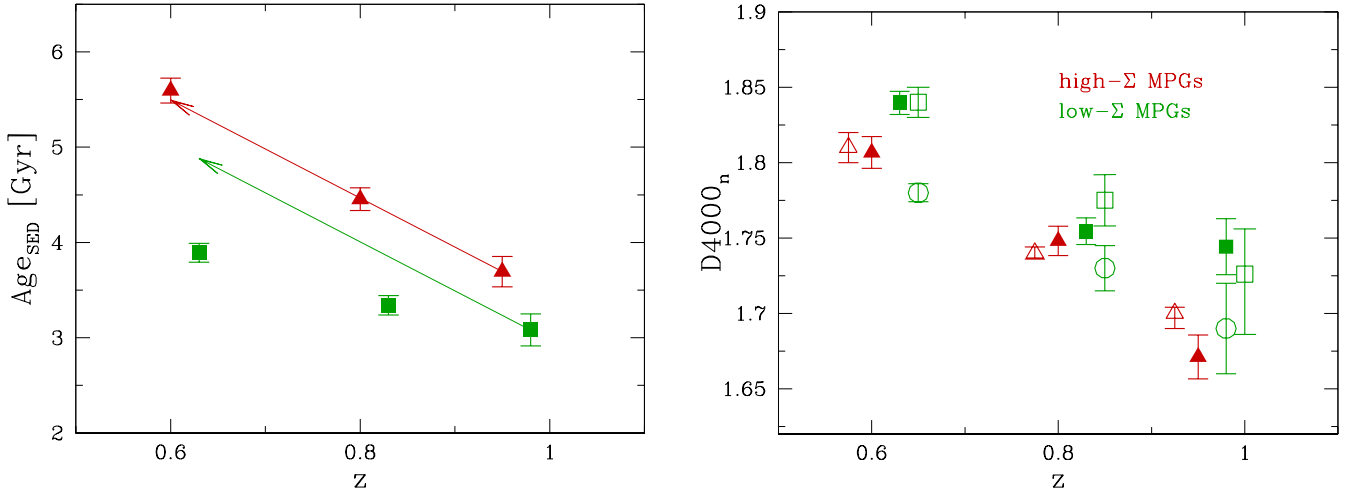 6
5
4
3
2
0.6
0.8
1
z
Age_SED [Gyr]
1.9
1.85
1.8
1.75
1.7
1.65
0.6
0.8
1
z
D4000_n
high-Σ MPGs
low-Σ MPGs